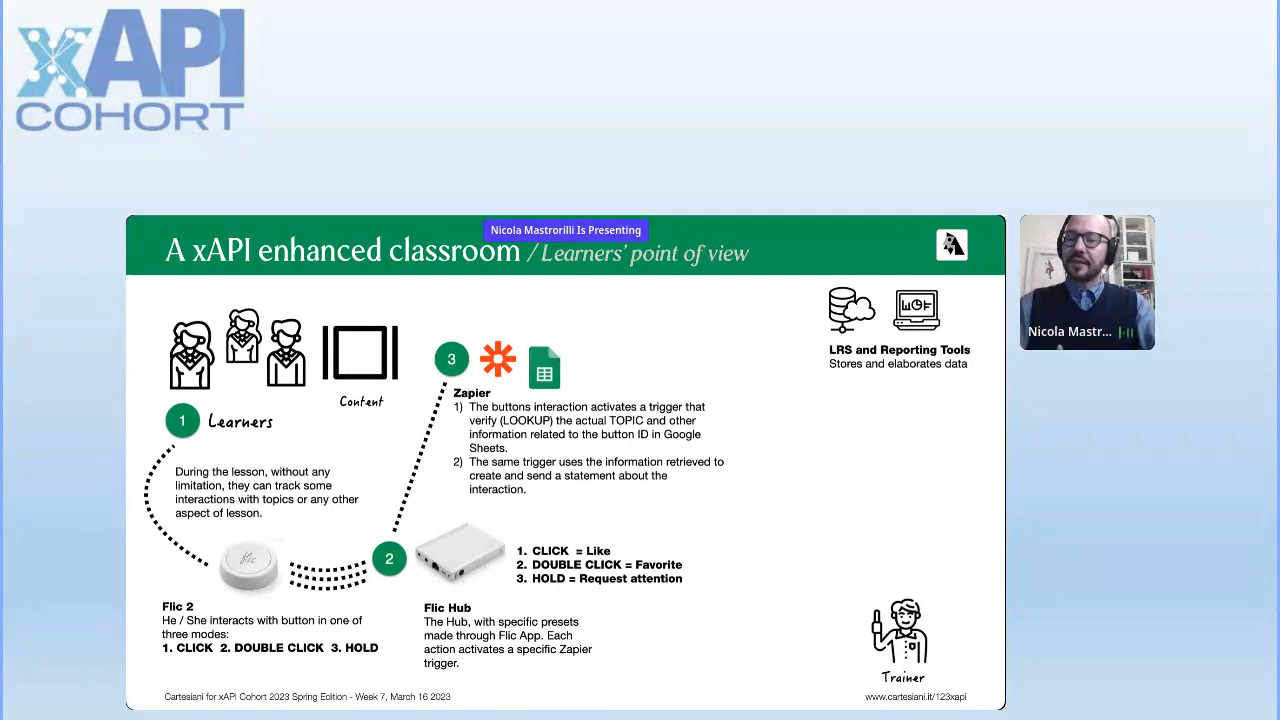 xAPI
COHORT
Nicola Mastrorilli Is Presenting
A xAPI enhanced classroom / Learners' point of view
LRS and Reporting Tools
Stores and elaborates data
Nicola Mastr...
Content
1 Learners
During the lesson, without any
limitation, they can track some
interactions with topics or any other
aspect of lesson.
3
Zapier
1) The buttons interaction activates a trigger that
verify (LOOKUP) the actual TOPIC and other
information related to the button ID in Google
Sheets.
2) The same trigger uses the information retrieved to
create and send a statement about the
interaction.
flic
2
1. CLICK = Like
2. DOUBLE CLICK = Favorite
3. HOLD = Request attention
Flic 2
He / She interacts with button in one of
three modes:
1. CLICK 2. DOUBLE CLICK 3. HOLD
Flic Hub
The Hub, with specific presets
made through Flic App. Each
action activates a specific Zapier
trigger.
Trainer
Cartesiani for xAPI Cohort 2023 Spring Edition - Week 7, March 16 2023
www.cartesiani.it/123xapi